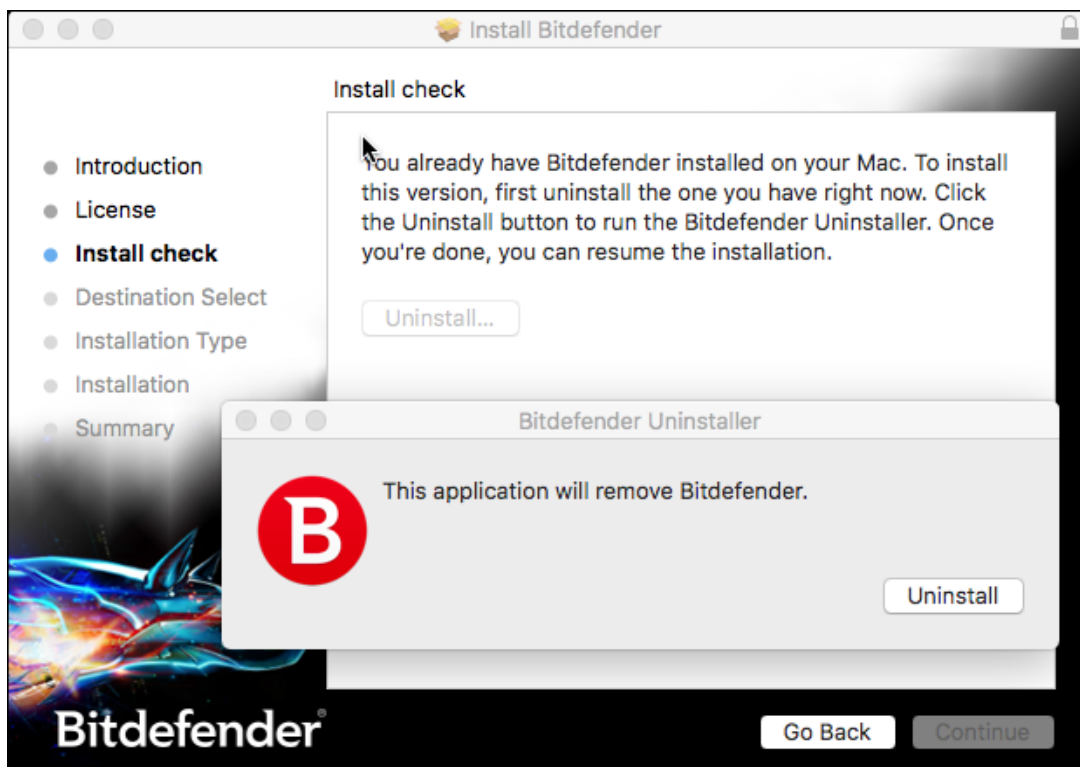 Install Bitdefender
Install check
Introduction
License
Install check
Destination Select
Installation Type
Installation
Summary
You already have Bitdefender installed on your Mac. To install
this version, first uninstall the one you have right now. Click
the Uninstall button to run the Bitdefender Uninstaller. Once
you're done, you can resume the installation.
Uninstall...
Bitdefender Uninstaller
B
This application will remove Bitdefender.
Uninstall
Bitdefender®
Go Back
Continue